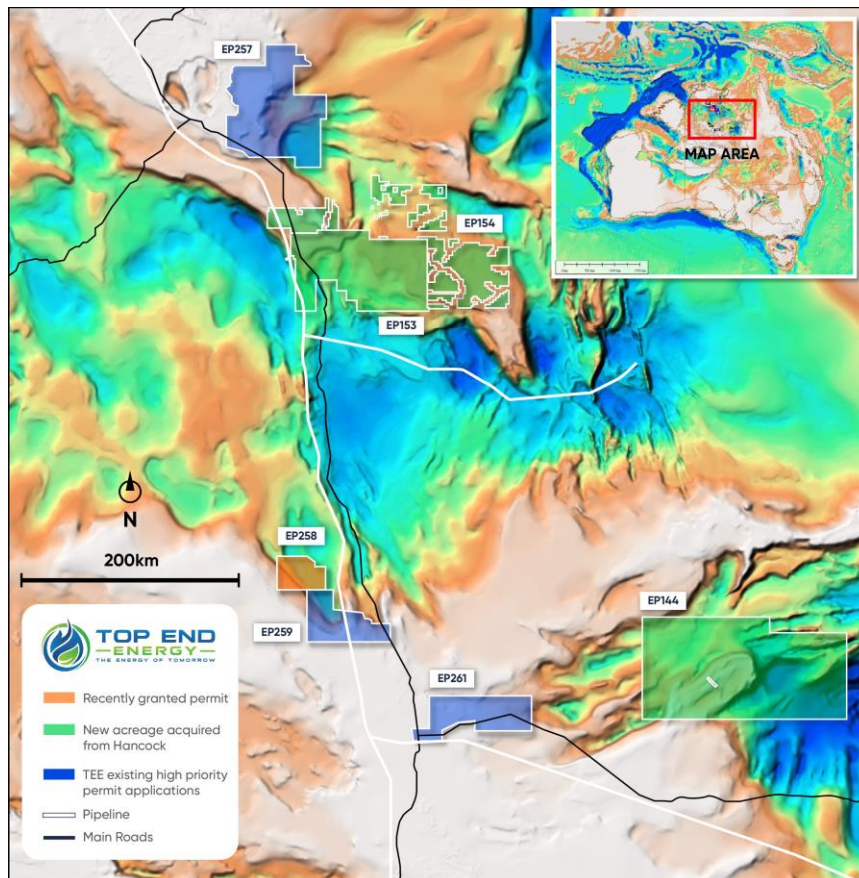 EP257
MAP AREA
EP154
EP153
N
200km
EP258
EP259
EP144
EP261
TOP END
ENERGY
THE ENERGY OF TOMORROW
Recently granted permit
New acreage acquired
from Hancock
TEE existing high priority
permit applications
Pipeline
Main Roads